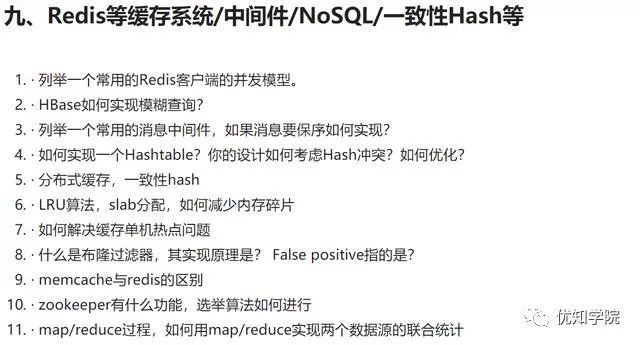 九、Redis等缓存系统/中间件/NoSQL/一致性Hash等
1. · 列举一个常用的Redis客户端的并发模型。
2. · HBase如何实现模糊查询？
3. · 列举一个常用的消息中间件，如果消息要保序如何实现？
4. · 如何实现一个Hashtable？你的设计如何考虑Hash冲突？如何优化？
5. · 分布式缓存，一致性hash
6. · LRU算法，slab分配，如何减少内存碎片
7. · 如何解决缓存单机热点问题
8. · 什么是布隆过滤器，其实现原理是？ False positive指的是？
9. · memcache与redis的区别
10. · zookeeper有什么功能，选举算法如何进行
11. · map/reduce过程，如何用map/reduce实现两个数据源的联合统计
优知学院